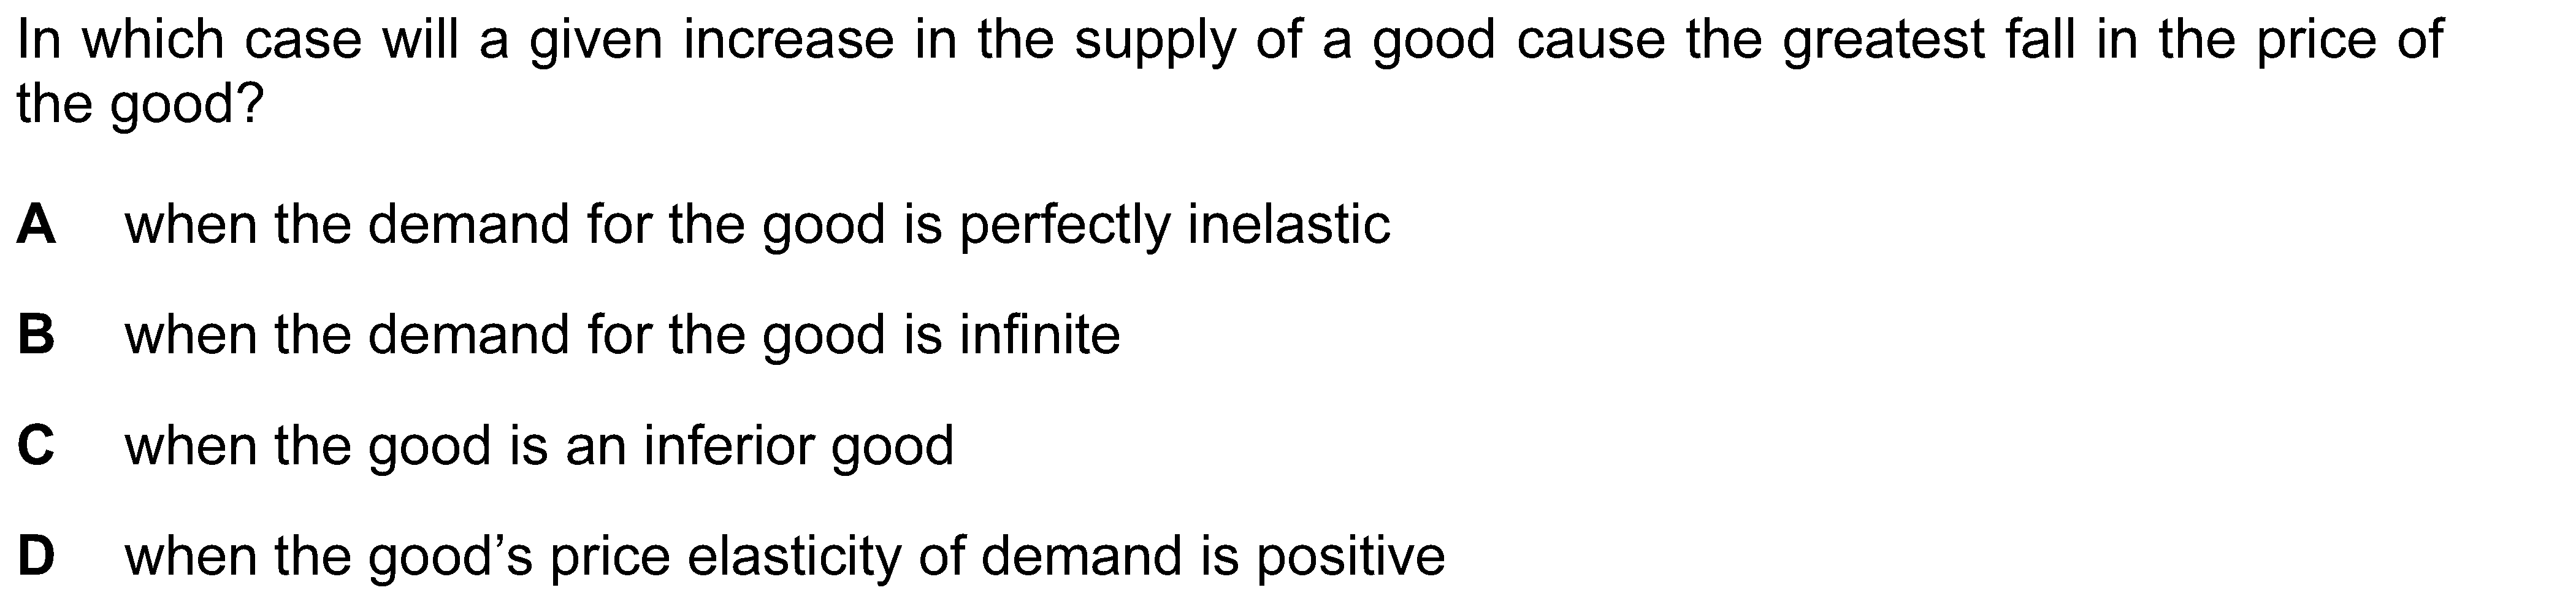 In which case will a given increase in the supply of a good cause the greatest fall in the price of
the good?
A when the demand for the good is perfectly inelastic
B when the demand for the good is infinite
C when the good is an inferior good
D when the good’s price elasticity of demand is positive